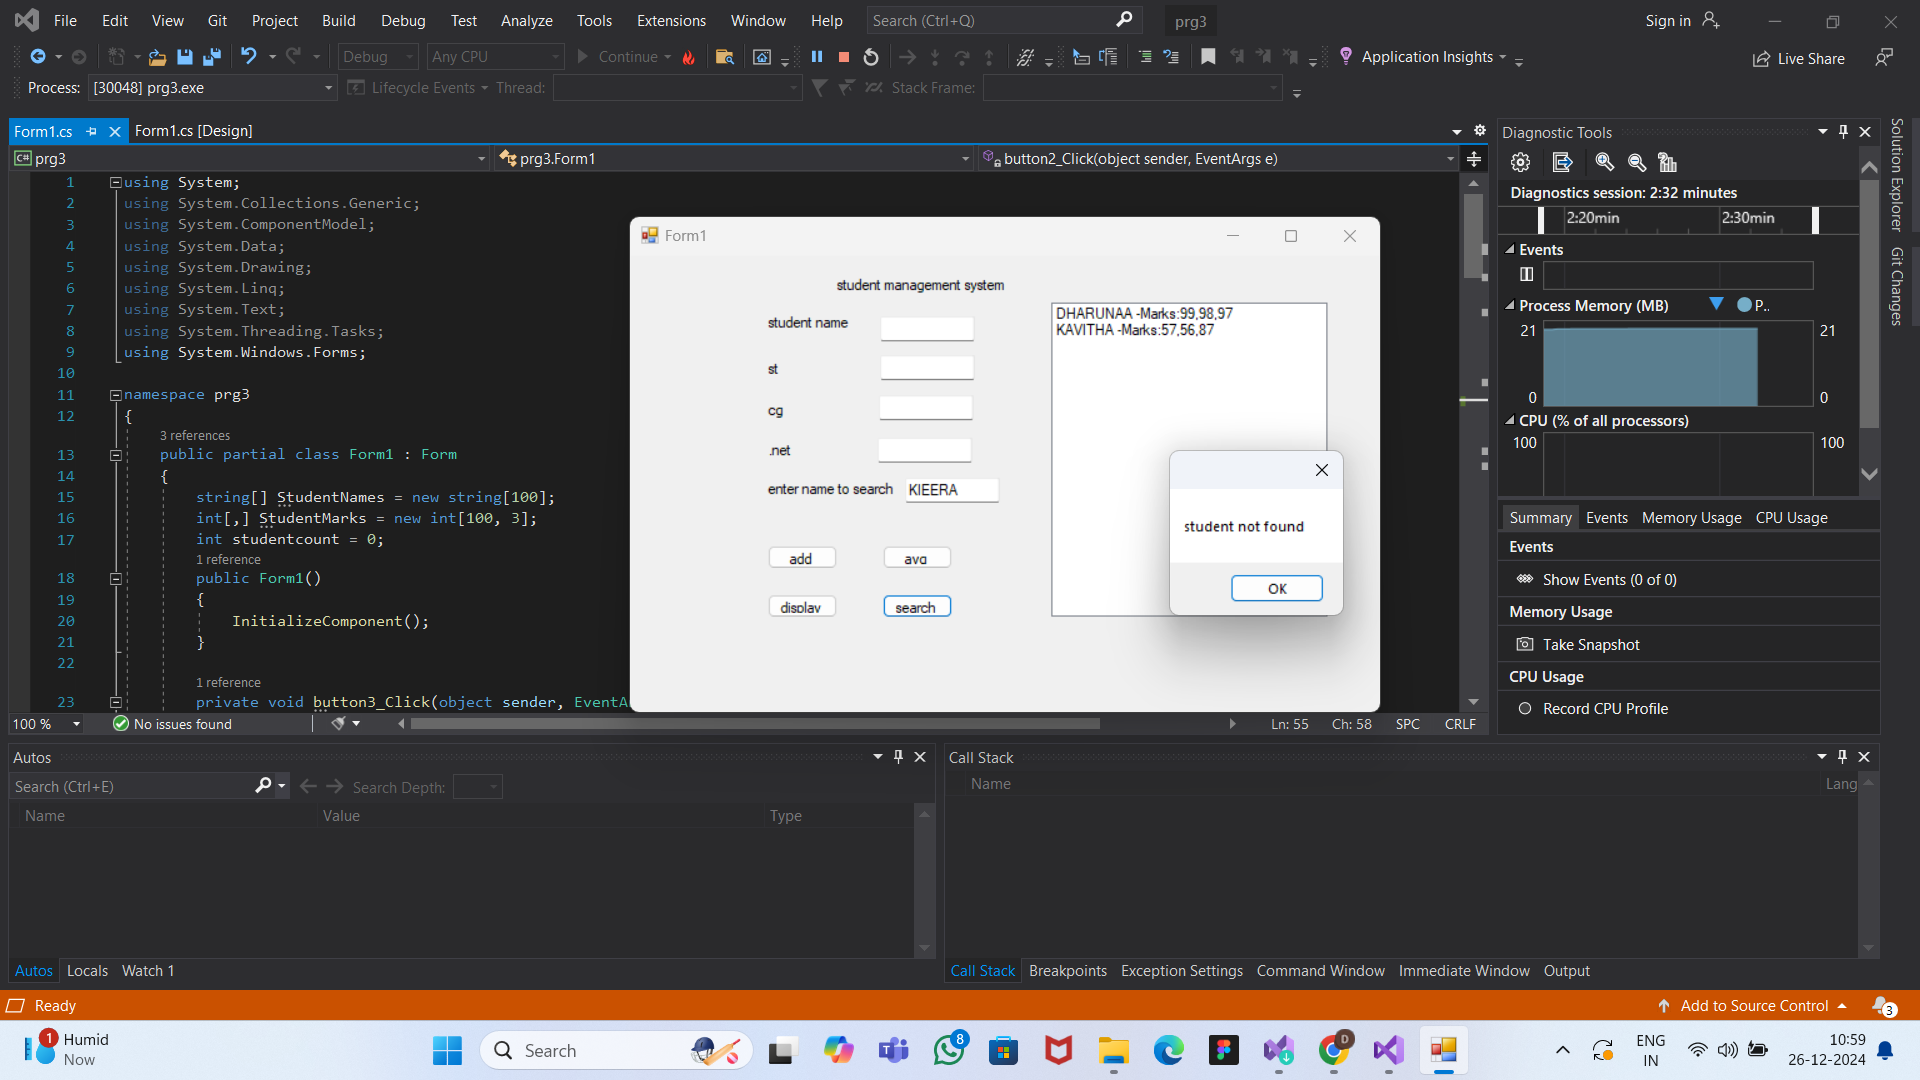 File Edit View Git Project Build Debug Test Analyze Tools Extensions Window Help Search (Ctrl+Q) prg3 Sign in
Debug Any CPU Continue Application Insights Live Share
Process: [30048] prg3.exe Lifecycle Events Thread: Stack Frame:
Form1.cs Form1.cs [Design]
C# prg3 prg3.Form1 button2_Click(object sender, EventArgs e)
1 using System;
2 using System.Collections.Generic;
3 using System.ComponentModel;
4 using System.Data;
5 using System.Drawing;
6 using System.Linq;
7 using System.Text;
8 using System.Threading.Tasks;
9 using System.Windows.Forms;
10
11 namespace prg3
12 {
3 references
13 public partial class Form1 : Form
14 {
15 string[] StudentNames = new string[100];
16 int[,] StudentMarks = new int[100, 3];
17 int studentcount = 0;
1 reference
18 public Form1()
19 {
20 InitializeComponent();
21 }
22
1 reference
23 private void button3_Click(object sender, EventA
100 % No issues found Ln: 55 Ch: 58 SPC CRLF
Form1
student management system
student name
st
cg
.net
enter name to search KIEERA
add avg
display search
DHARUNAA -Marks:99,98,97
KAVITHA -Marks:57,56,87
student not found
OK
Diagnostic Tools
Diagnostics session: 2:32 minutes
2:20min 2:30min
Events
Process Memory (MB) P..
21 21
0 0
CPU (% of all processors)
100 100
Summary Events Memory Usage CPU Usage
Events
Show Events (0 of 0)
Memory Usage
Take Snapshot
CPU Usage
Record CPU Profile
Solution Explorer
Git Changes
Autos
Search (Ctrl+E) Search Depth:
Name Value Type
Autos Locals Watch 1
Call Stack
Name Lang
Call Stack Breakpoints Exception Settings Command Window Immediate Window Output
Ready Add to Source Control 3
1 Humid
Now
Search
8
D
ENG
IN
10:59
26-12-2024